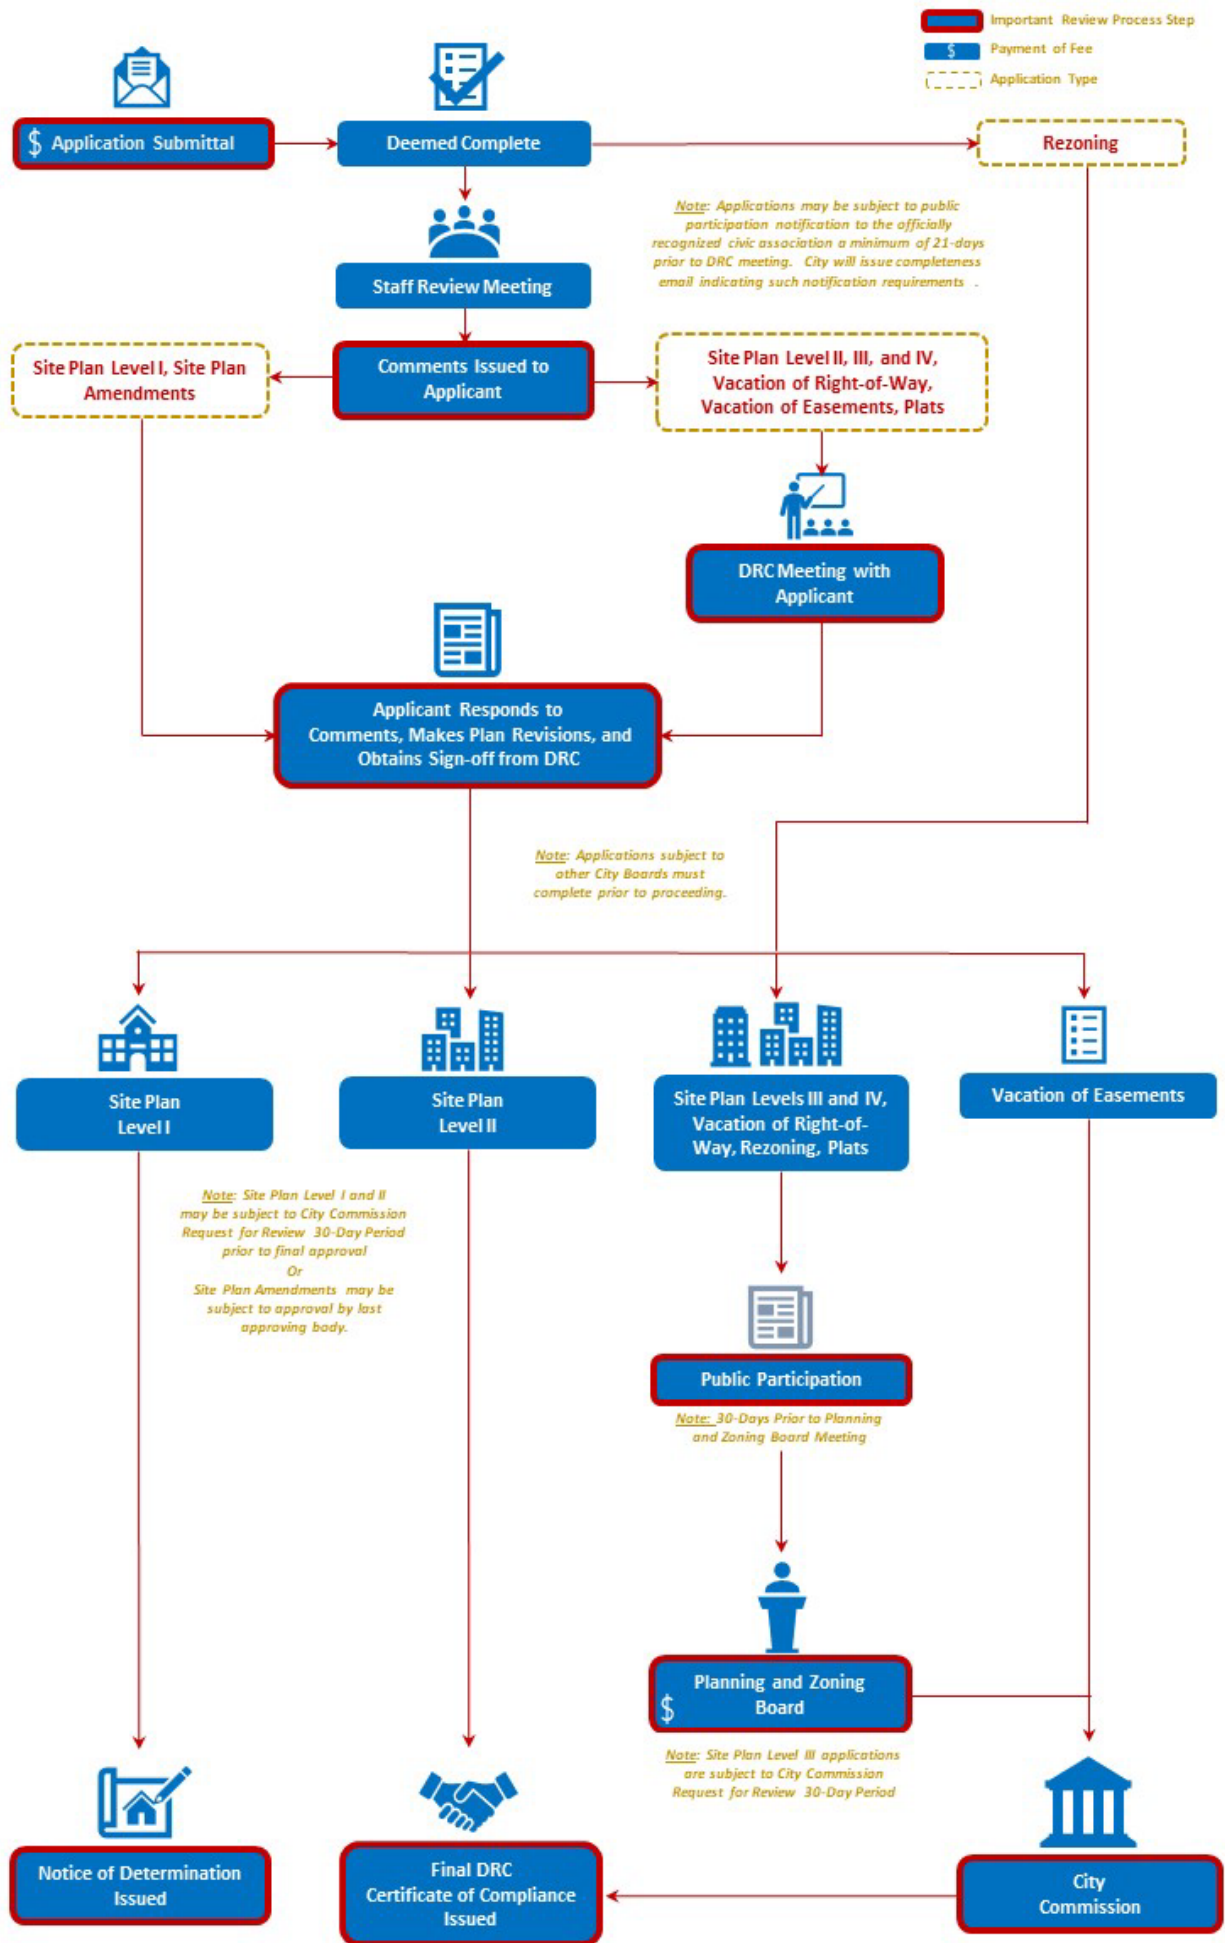 Important Review Process Step
$ Payment of Fee
Application Type
$ Application Submittal
Deemed Complete
Rezoning
Note: Applications may be subject to public
participation notification to the officially
recognized civic association a minimum of 21-days
prior to DRC meeting. City will issue completeness
email indicating such notification requirements .
Staff Review Meeting
Site Plan Level I, Site Plan
Amendments
Comments Issued to
Applicant
Site Plan Level II, III, and IV,
Vacation of Right-of-Way,
Vacation of Easements, Plats
DRC Meeting with
Applicant
Applicant Responds to
Comments, Makes Plan Revisions, and
Obtains Sign-off from DRC
Note: Applications subject to
other City Boards must
complete prior to proceeding.
Site Plan
Level I
Site Plan
Level II
Site Plan Levels III and IV,
Vacation of Right-of-
Way, Rezoning, Plats
Vacation of Easements
Note: Site Plan Level I and II
may be subject to City Commission
Request for Review 30-Day Period
prior to final approval
Or
Site Plan Amendments may be
subject to approval by last
approving body.
Public Participation
Note: 30-Days Prior to Planning
and Zoning Board Meeting
Planning and Zoning
$ Board
Note: Site Plan Level III applications
are subject to City Commission
Request for Review 30-Day Period
Notice of Determination
Issued
Final DRC
Certificate of Compliance
Issued
City
Commission